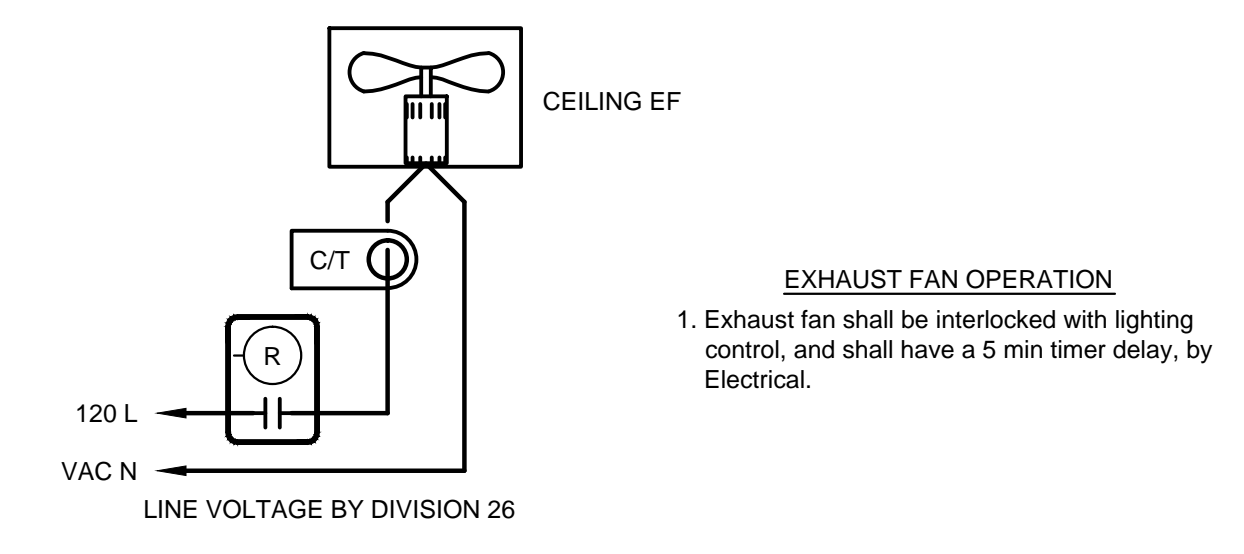 CEILING EF
C/T
EXHAUST FAN OPERATION
1. Exhaust fan shall be interlocked with lighting
control, and shall have a 5 min timer delay, by
Electrical.
R
120 L
VAC N
LINE VOLTAGE BY DIVISION 26